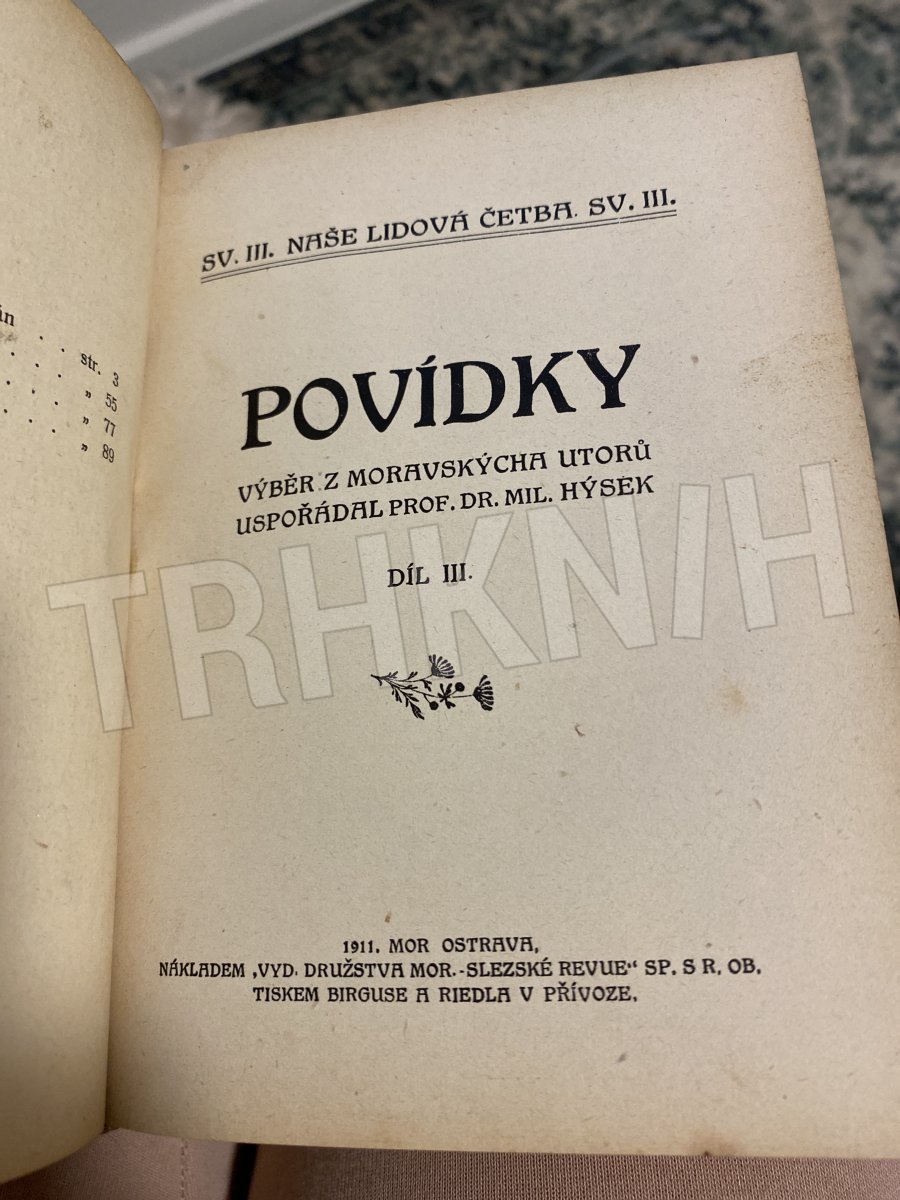 str. 3
" 55
" 77
" 89
SV. III. NAŠE LIDOVÁ ČETBA. SV. III.
POVÍDKY
VÝBĚR Z MORAVSKÝCHA UTORŮ
USPOŘÁDAL PROF. DR. MIL. HÝSEK
DÍL III.
TRHKNIH
1911. MOR OSTRAVA,
NÁKLADEM „VYD. DRUŽSTVA MOR.-SLEZSKÉ REVUE“ SP. S R. OB.
TISKEM BIRGUSE A RIEDLA V PŘÍVOZE.